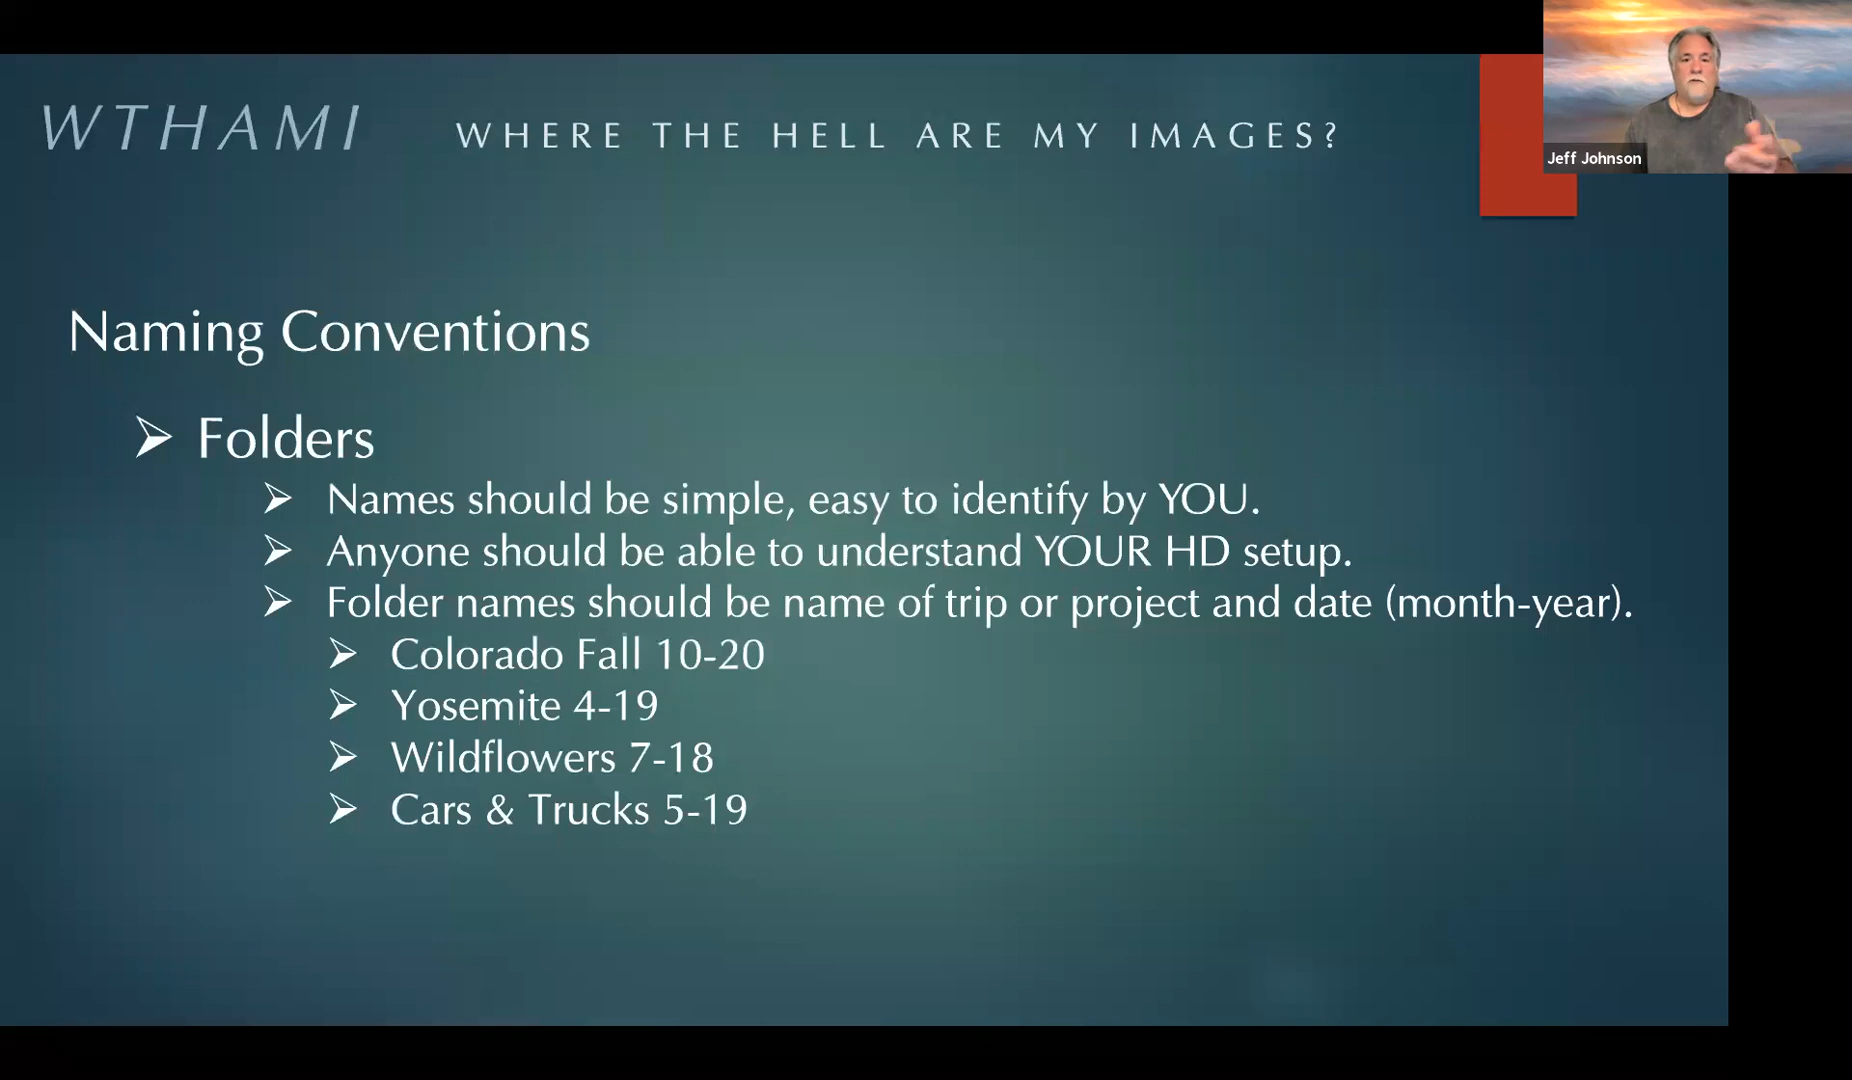 WTHAMI WHERE THE HELL ARE MY IMAGES?
Jeff Johnson
Naming Conventions
➢ Folders
➢ Names should be simple, easy to identify by YOU.
➢ Anyone should be able to understand YOUR HD setup.
➢ Folder names should be name of trip or project and date (month-year).
➢ Colorado Fall 10-20
➢ Yosemite 4-19
➢ Wildflowers 7-18
➢ Cars & Trucks 5-19